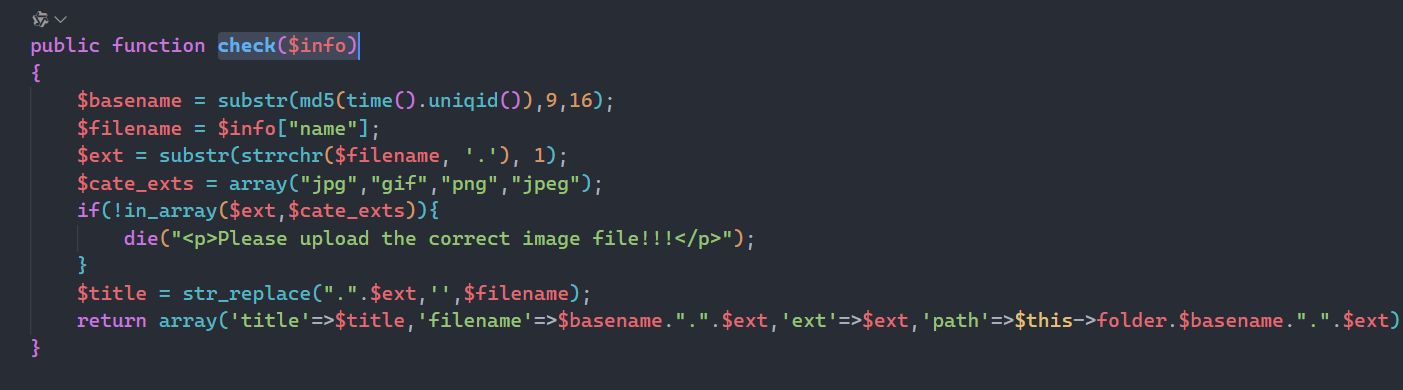 public function check($info)
{
    $basename = substr(md5(time().uniqid()),9,16);
    $filename = $info["name"];
    $ext = substr(strrchr($filename, '.'), 1);
    $cate_exts = array("jpg","gif","png","jpeg");
    if(!in_array($ext,$cate_exts)){
        die("<p>Please upload the correct image file!!!</p>");
    }
    $title = str_replace(".".$ext,'',$filename);
    return array('title'=>$title,'filename'=>$basename.".".$ext,'ext'=>$ext,'path'=>$this->folder.$basename.".".$ext)
}